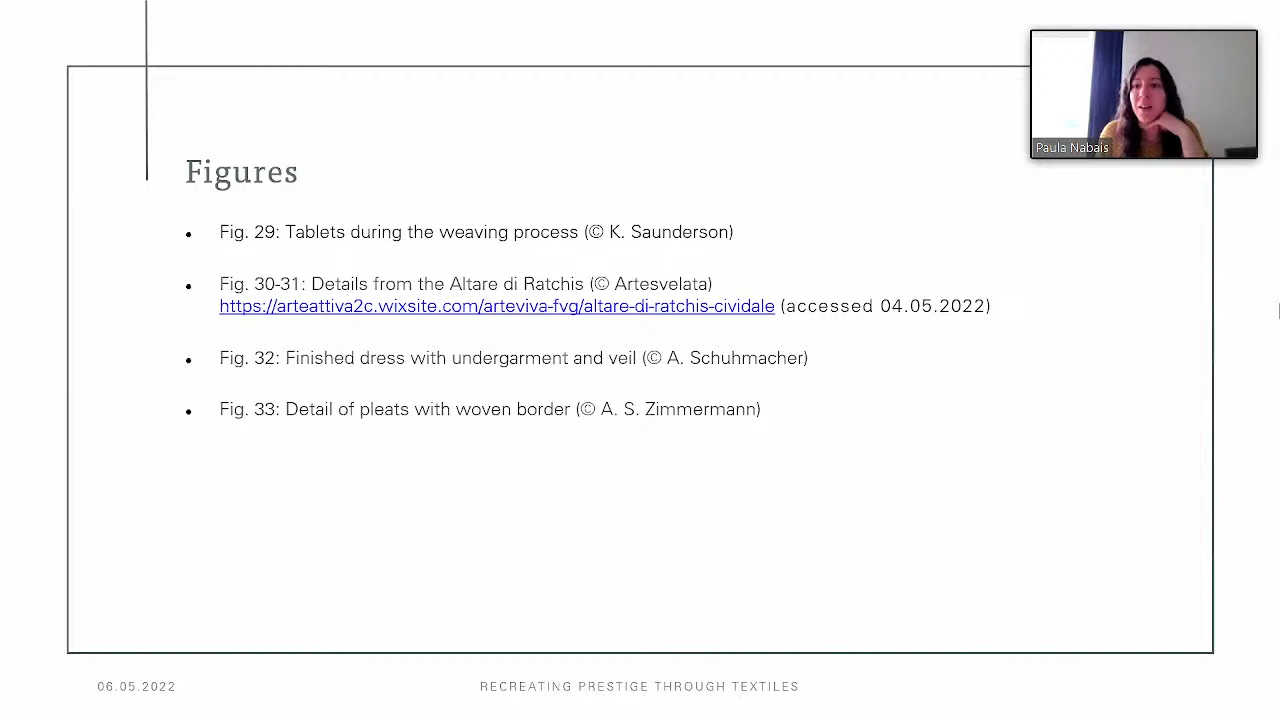 Paula Nabais
Figures
• Fig. 29: Tablets during the weaving process (© K. Saunderson)
• Fig. 30-31: Details from the Altare di Ratchis (© Artesvelata)
https://arteattiva2c.wixsite.com/arteviva-fvg/altare-di-ratchis-cividale (accessed 04.05.2022)
• Fig. 32: Finished dress with undergarment and veil (© A. Schuhmacher)
• Fig. 33: Detail of pleats with woven border (© A. S. Zimmermann)
06.05.2022
RECREATING PRESTIGE THROUGH TEXTILES